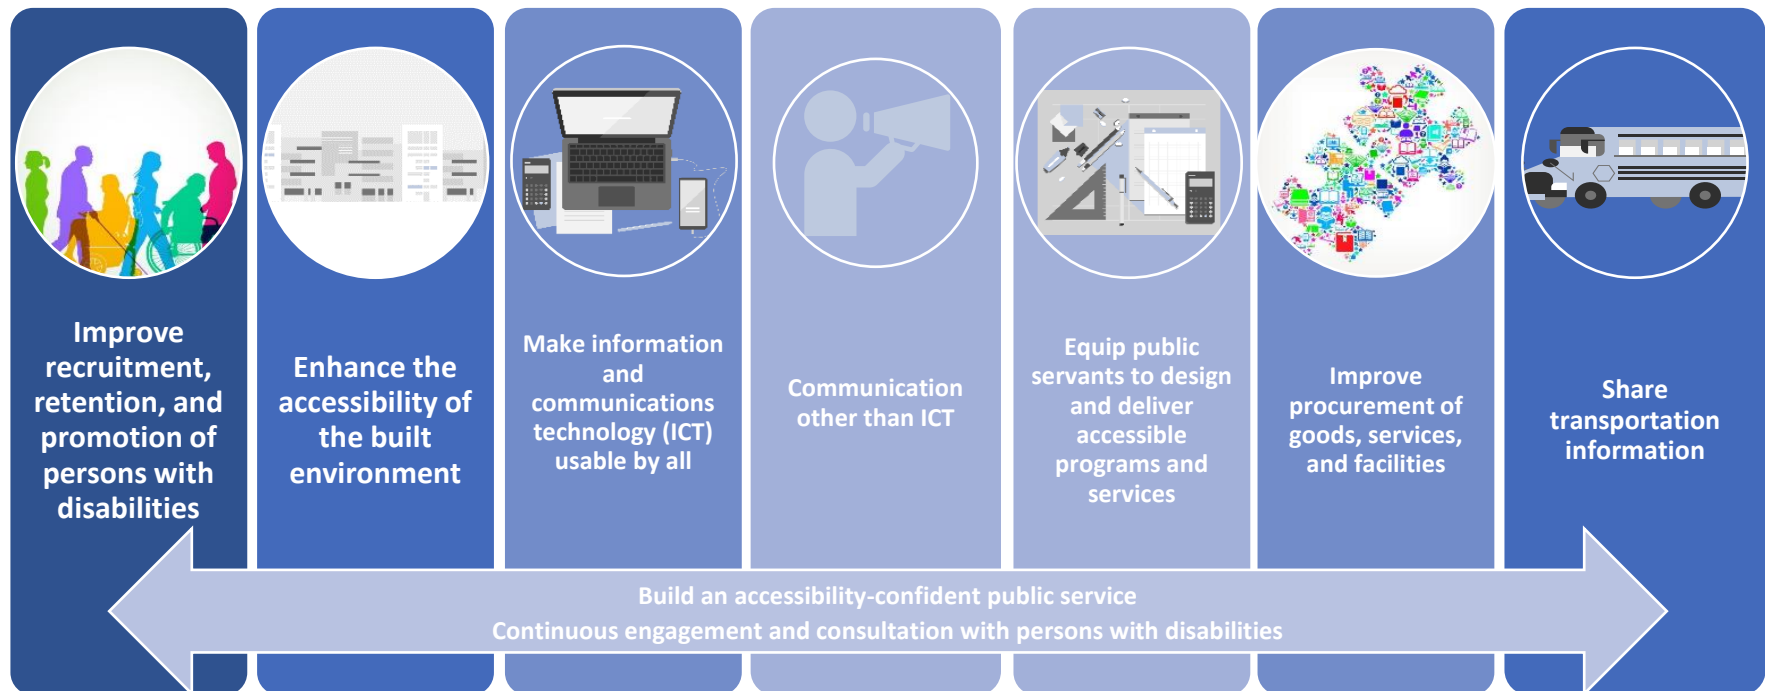 Improve
recruitment,
retention, and
promotion of
persons with
disabilities
Enhance the
accessibility of
the built
environment
Make information
and
communications
technology (ICT)
usable by all
Communication
other than ICT
Equip public
servants to design
and deliver
accessible
programs and
services
Improve
procurement of
goods, services,
and facilities
Share
transportation
information
Build an accessibility-confident public service
Continuous engagement and consultation with persons with disabilities